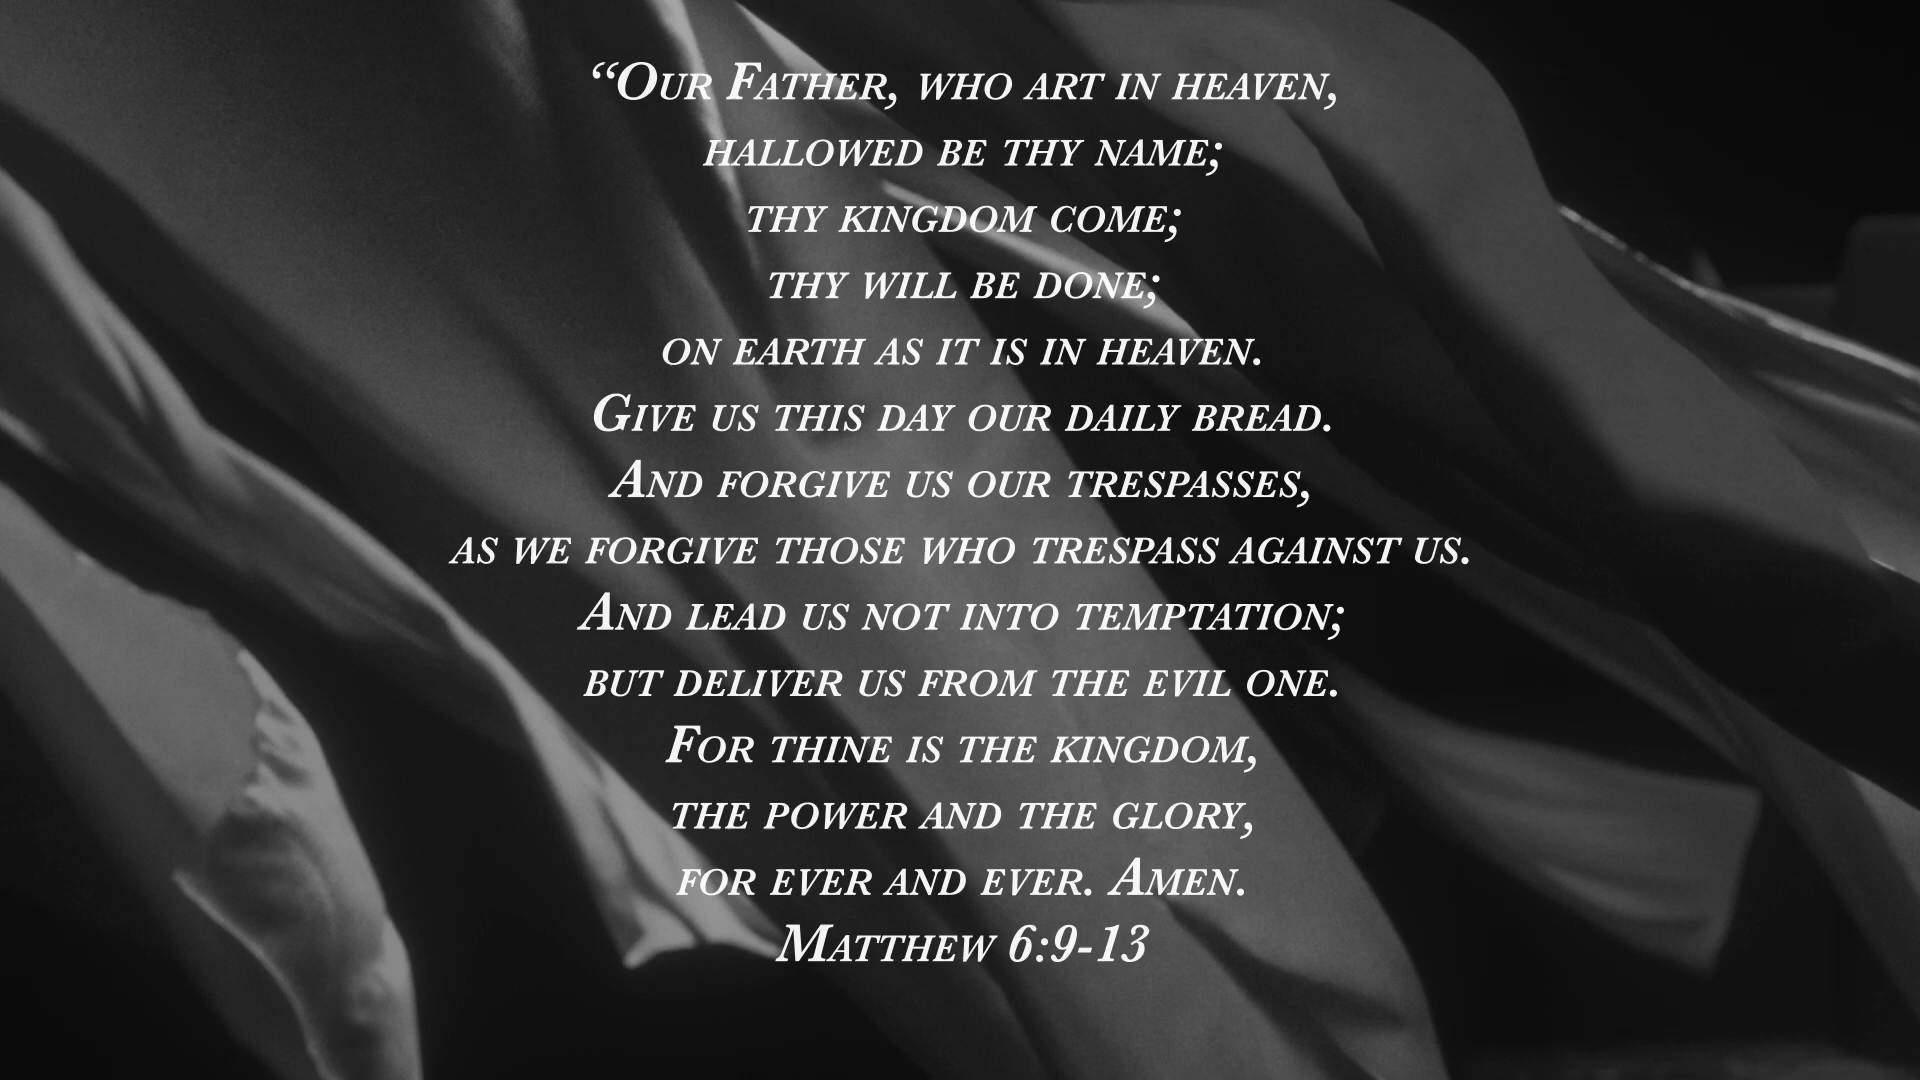 “Our Father, who art in heaven,
hallowed be thy name;
thy kingdom come;
thy will be done;
on earth as it is in heaven.
Give us this day our daily bread.
And forgive us our trespasses,
as we forgive those who trespass against us.
And lead us not into temptation;
but deliver us from the evil one.
For thine is the kingdom,
the power and the glory,
for ever and ever. Amen.
Matthew 6:9-13